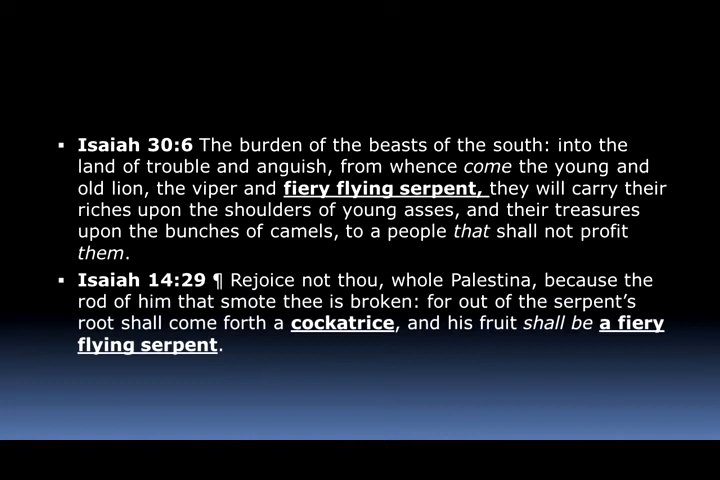 ▪ Isaiah 30:6 The burden of the beasts of the south: into the
land of trouble and anguish, from whence come the young and
old lion, the viper and fiery flying serpent, they will carry their
riches upon the shoulders of young asses, and their treasures
upon the bunches of camels, to a people that shall not profit
them.
▪ Isaiah 14:29 ¶ Rejoice not thou, whole Palestina, because the
rod of him that smote thee is broken: for out of the serpent's
root shall come forth a cockatrice, and his fruit shall be a fiery
flying serpent.